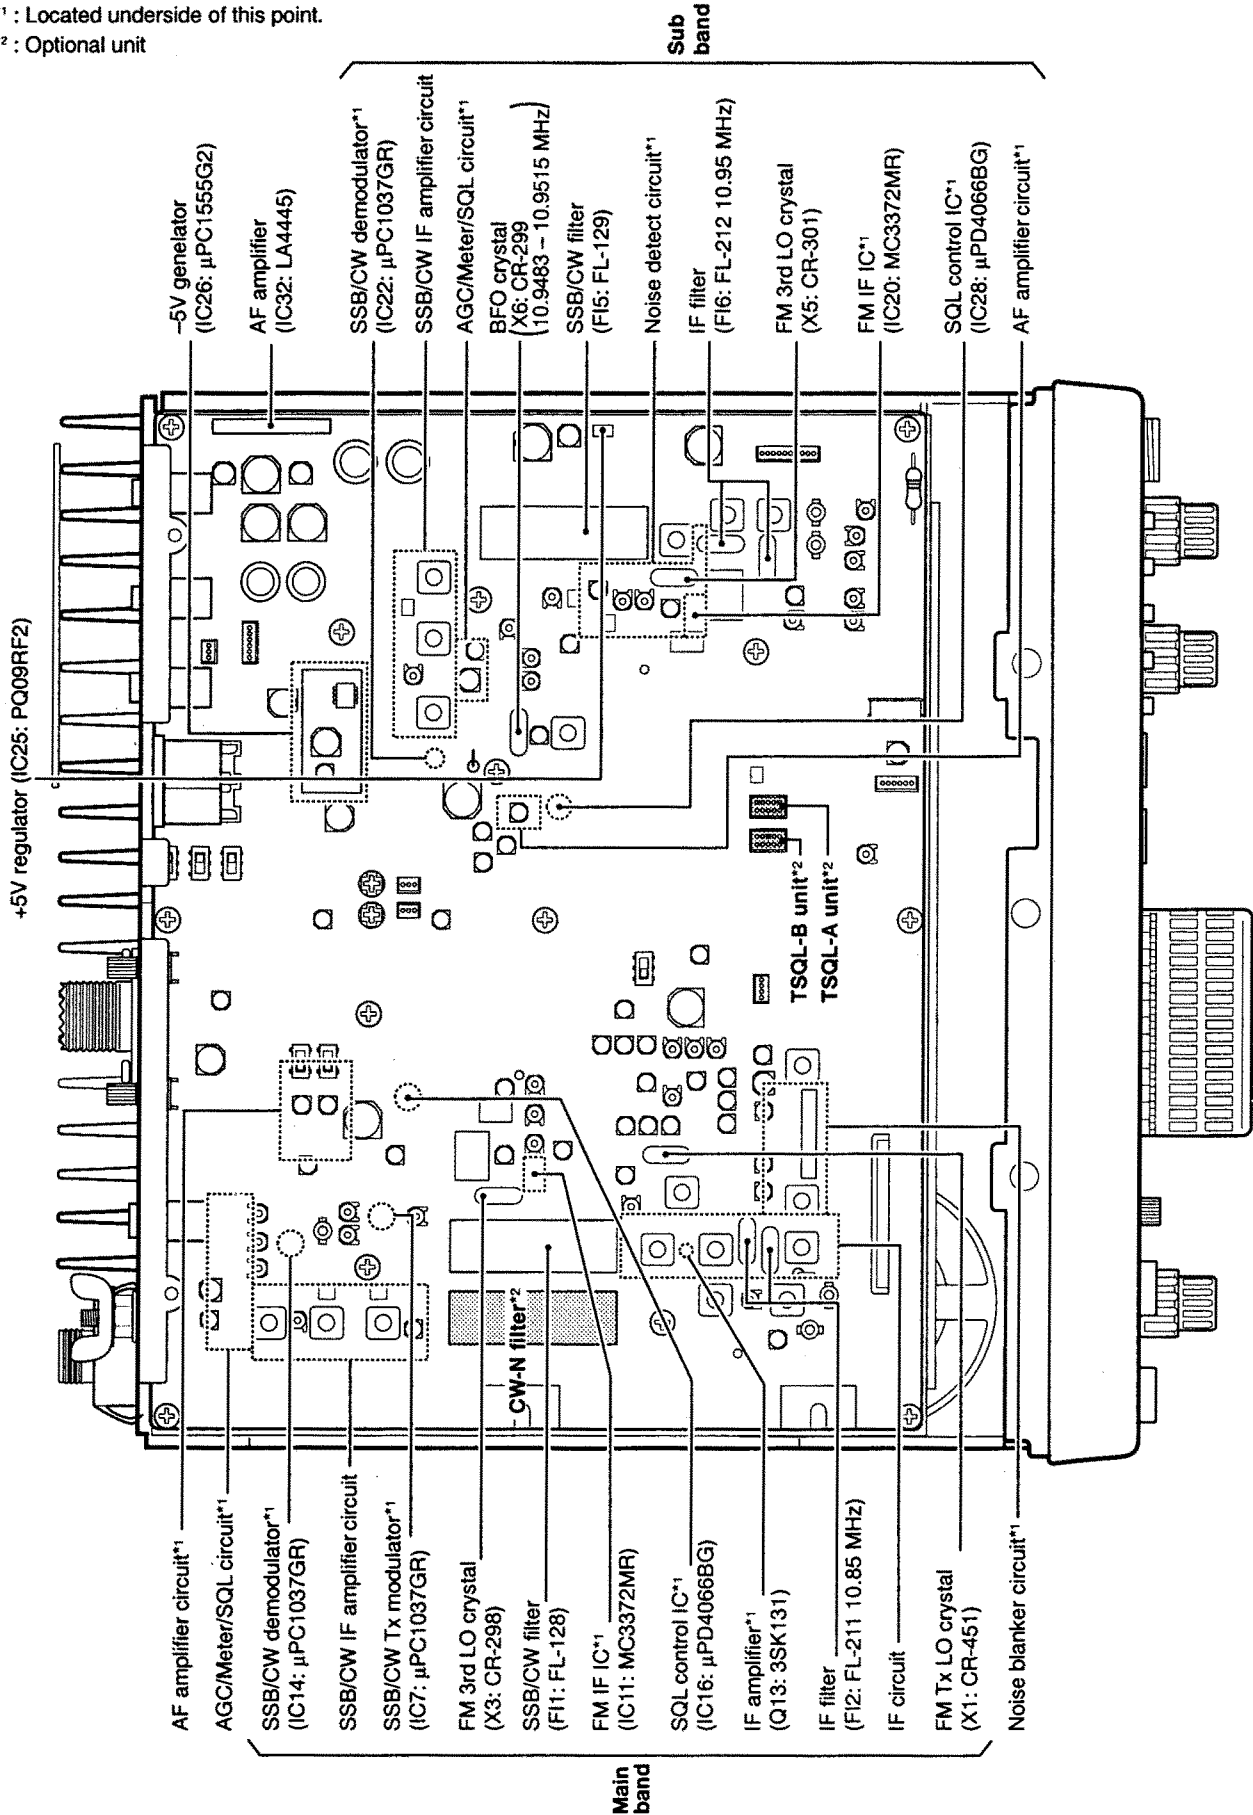 *1 : Located underside of this point.
*2 : Optional unit
Sub
band
–5V genelator
(IC26: µPC1555G2)
AF amplifier
(IC32: LA4445)
SSB/CW demodulator*1
(IC22: µPC1037GR)
SSB/CW IF amplifier circuit
AGC/Meter/SQL circuit*1
BFO crystal
(X6: CR-299
10.9483 – 10.9515 MHz)
SSB/CW filter
(FI5: FL-129)
Noise detect circuit*1
IF filter
(FI6: FL-212 10.95 MHz)
FM 3rd LO crystal
(X5: CR-301)
FM IF IC*1
(IC20: MC3372MR)
SQL control IC*1
(IC28: µPD4066BG)
AF amplifier circuit*1
+5V regulator (IC25: PQ09RF2)
TSQL-B unit*2
TSQL-A unit*2
CW-N filter*2
AF amplifier circuit*1
AGC/Meter/SQL circuit*1
SSB/CW demodulator*1
(IC14: µPC1037GR)
SSB/CW IF amplifier circuit
SSB/CW Tx modulator*1
(IC7: µPC1037GR)
FM 3rd LO crystal
(X3: CR-298)
SSB/CW filter
(FI1: FL-128)
FM IF IC*1
(IC11: MC3372MR)
SQL control IC*1
(IC16: µPD4066BG)
IF amplifier*1
(Q13: 3SK131)
IF filter
(FI2: FL-211 10.85 MHz)
IF circuit
FM Tx LO crystal
(X1: CR-451)
Noise blanker circuit*1
Main
band